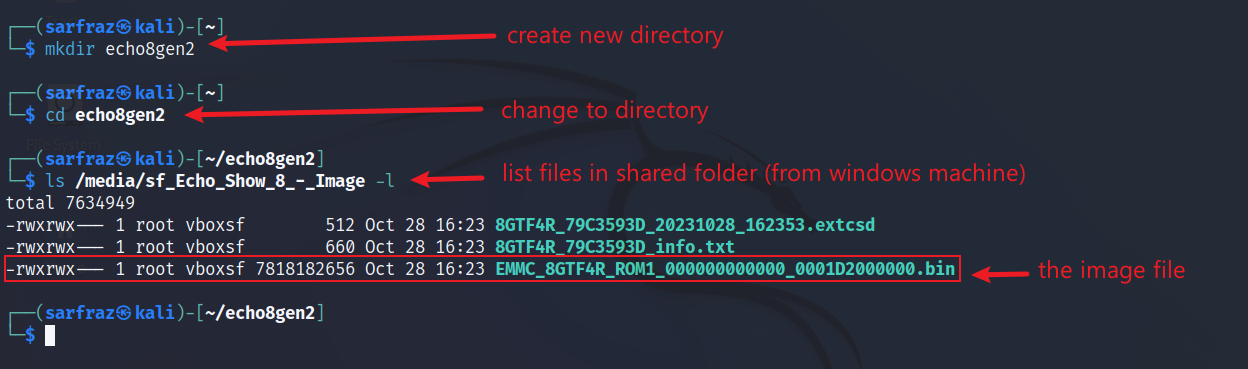 ┌──(sarfraz㉿kali)-[~]
└─$ mkdir echo8gen2
create new directory
┌──(sarfraz㉿kali)-[~]
└─$ cd echo8gen2
change to directory
┌──(sarfraz㉿kali)-[~/echo8gen2]
└─$ ls /media/sf_Echo_Show_8_-_Image -l
list files in shared folder (from windows machine)
total 7634949
-rwxrwx--- 1 root vboxsf        512 Oct 28 16:23 8GTF4R_79C3593D_20231028_162353.extcsd
-rwxrwx--- 1 root vboxsf        660 Oct 28 16:23 8GTF4R_79C3593D_info.txt
-rwxrwx--- 1 root vboxsf 7818182656 Oct 28 16:23 EMMC_8GTF4R_ROM1_000000000000_0001D2000000.bin
the image file
┌──(sarfraz㉿kali)-[~/echo8gen2]
└─$